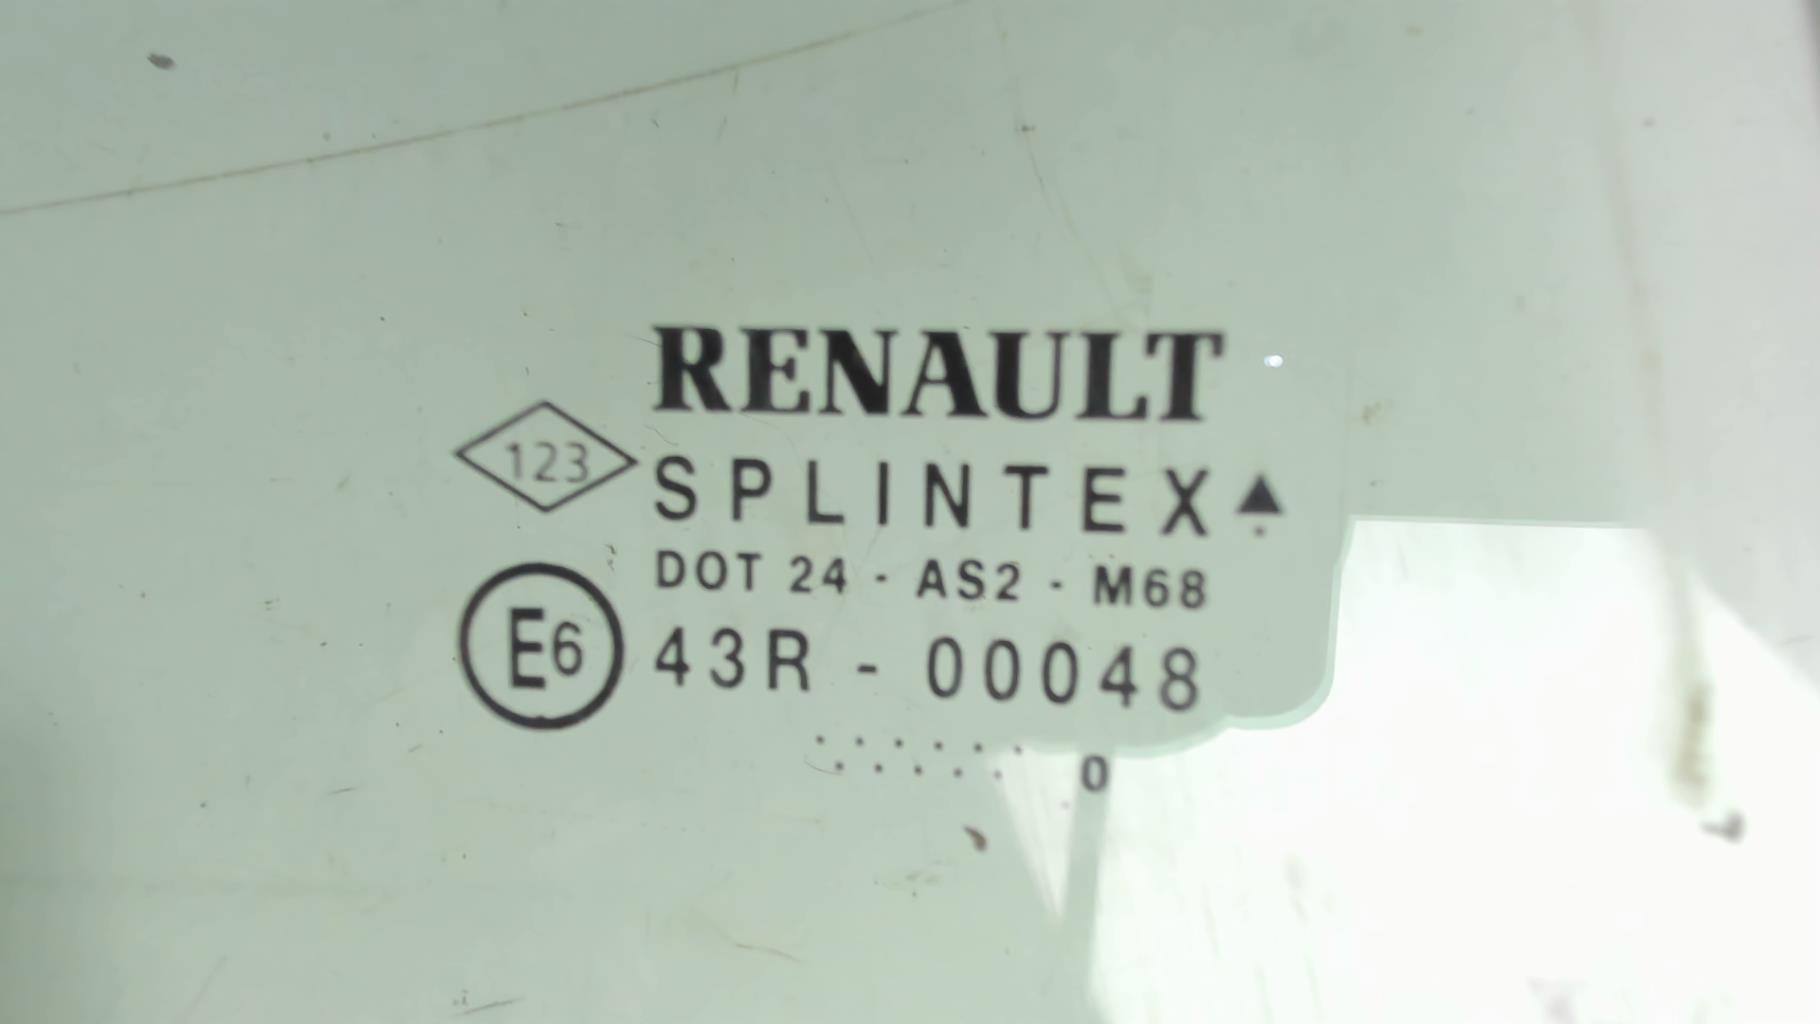 RENAULT
123
SPLINTEX
DOT 24 - AS2 - M68
E6
43R - 00048
0